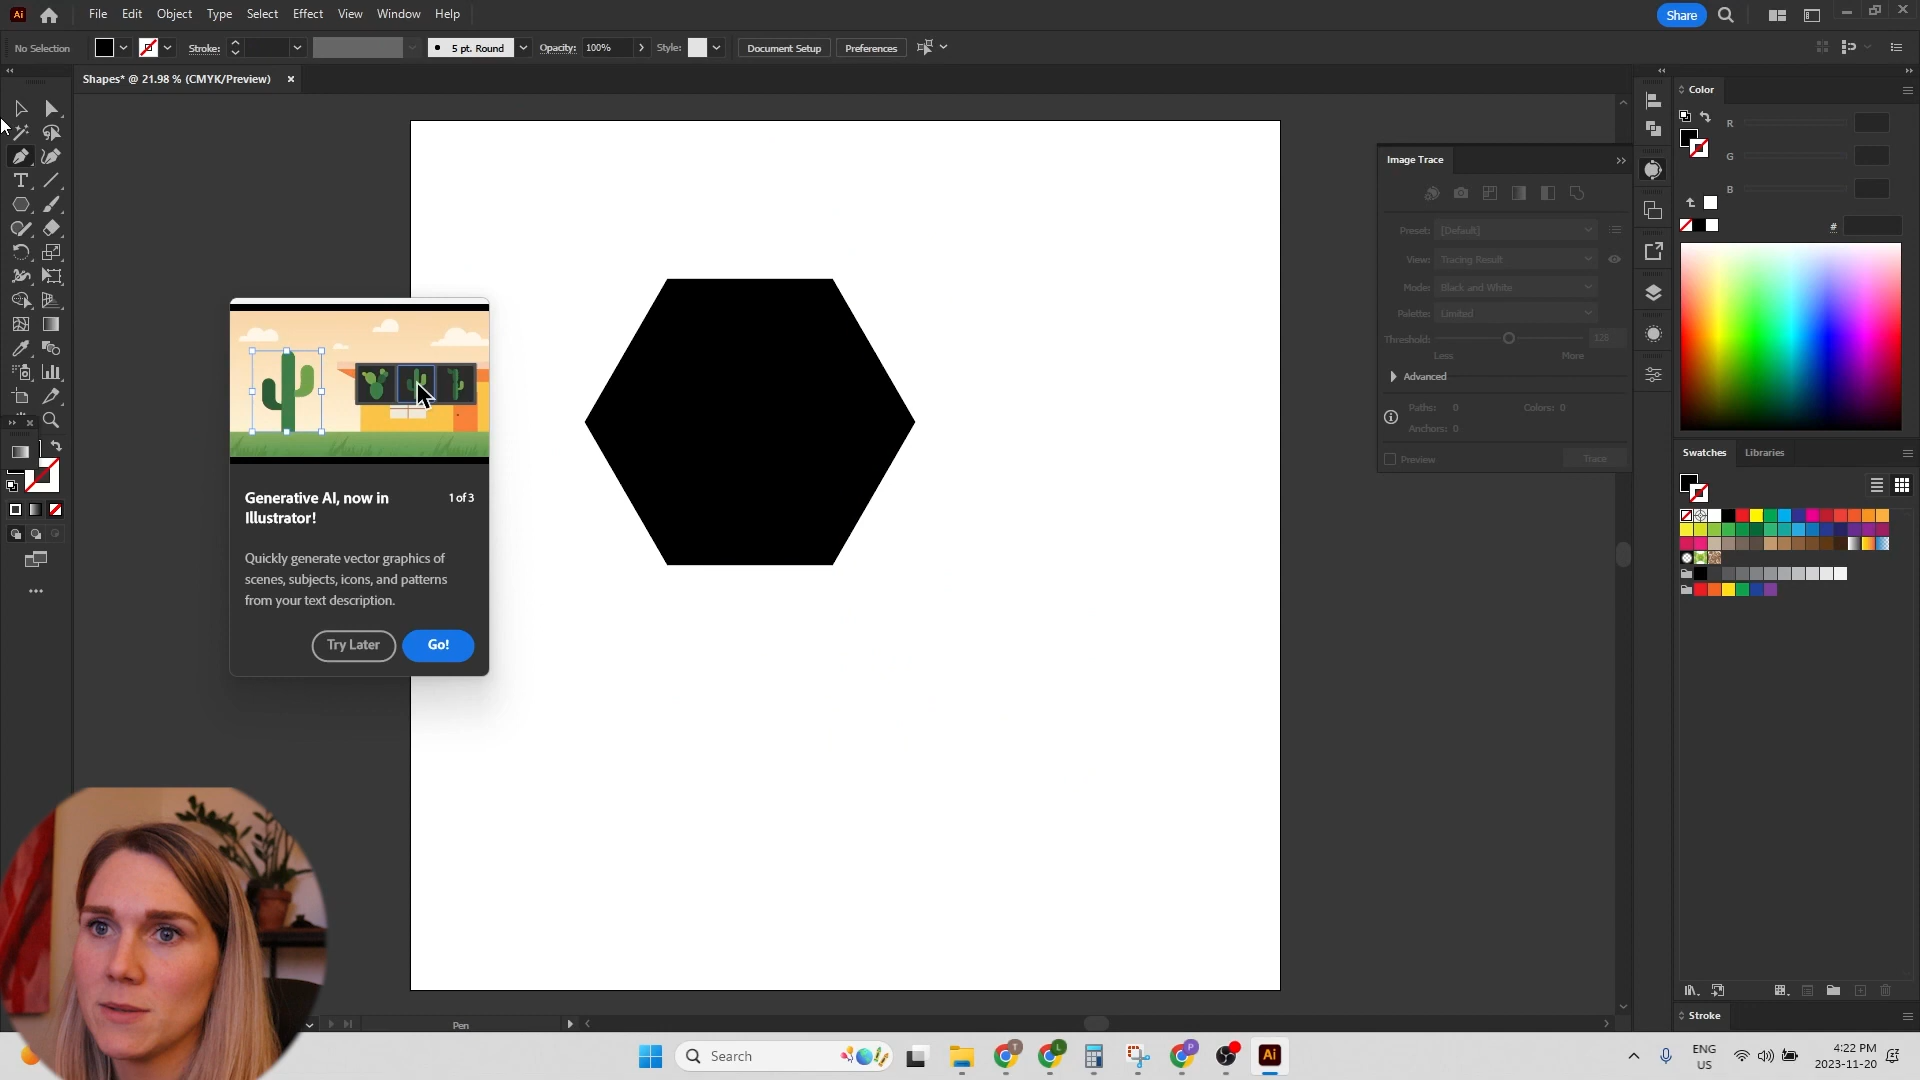 Ai File Edit Object Type Select Effect View Window Help Share
No Selection Stroke: 5 pt. Round Opacity: 100% Style: Document Setup Preferences
Shapes* @ 21.98 % (CMYK/Preview)
Generative AI, now in
Illustrator!
1 of 3
Quickly generate vector graphics of
scenes, subjects, icons, and patterns
from your text description.
Try Later Go!
Image Trace
Preset: [Default]
View: Tracing Result
Mode: Black and White
Palette: Limited
Threshold: 128
Less More
Advanced
Paths: 0 Colors: 0
Anchors: 0
Preview Trace
Color
R
G
B
#
Swatches Libraries
Stroke
Pen
Search
T L P Ai
ENG
US
4:22 PM
2023-11-20